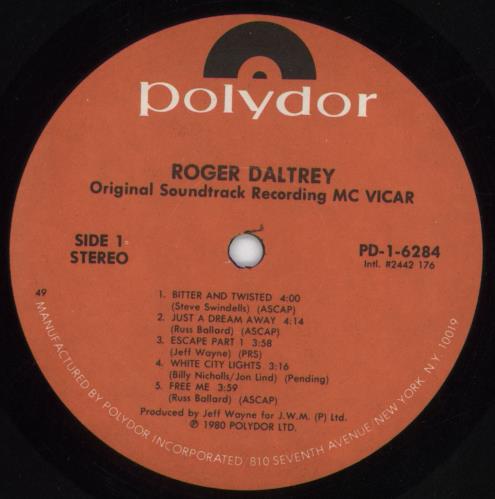 polydor
ROGER DALTREY
Original Soundtrack Recording MC VICAR
SIDE 1
STEREO
PD-1-6284
Intl. #2442 176
49
1. BITTER AND TWISTED 4:00
(Steve Swindells) (ASCAP)
2. JUST A DREAM AWAY 4:14
(Russ Ballard) (ASCAP)
3. ESCAPE PART 1 3:58
(Jeff Wayne) (PRS)
4. WHITE CITY LIGHTS 3:16
(Billy Nicholls/Jon Lind) (Pending)
5. FREE ME 3:59
(Russ Ballard) (ASCAP)
Produced by Jeff Wayne for J.W.M. (P) Ltd.
℗ 1980 POLYDOR LTD.
MANUFACTURED BY POLYDOR INCORPORATED/810 SEVENTH AVENUE/NEW YORK, N.Y. 10019